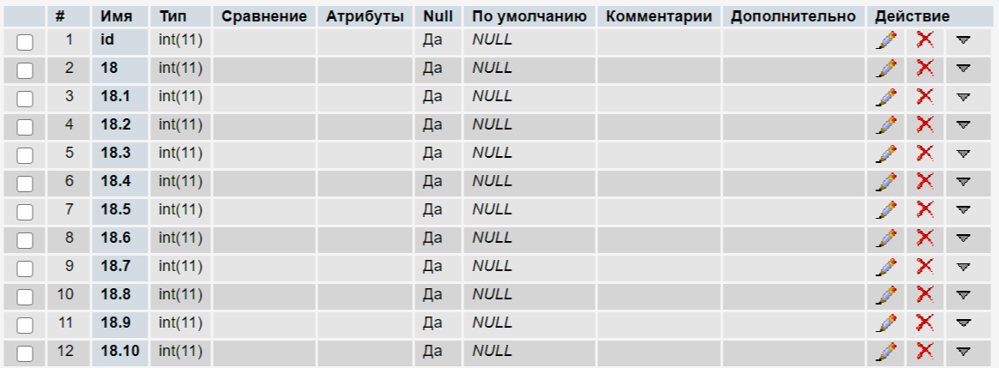 # Имя Тип Сравнение Атрибуты Null По умолчанию Комментарии Дополнительно Действие
1 id int(11) Да NULL
2 18 int(11) Да NULL
3 18.1 int(11) Да NULL
4 18.2 int(11) Да NULL
5 18.3 int(11) Да NULL
6 18.4 int(11) Да NULL
7 18.5 int(11) Да NULL
8 18.6 int(11) Да NULL
9 18.7 int(11) Да NULL
10 18.8 int(11) Да NULL
11 18.9 int(11) Да NULL
12 18.10 int(11) Да NULL